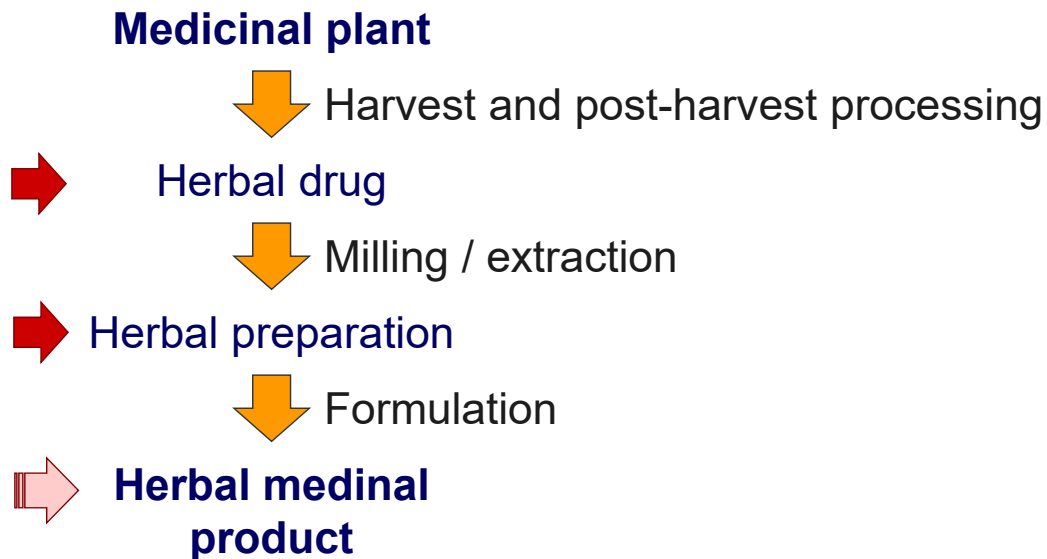 Medicinal plant
Harvest and post-harvest processing
Herbal drug
Milling / extraction
Herbal preparation
Formulation
Herbal medinal
product